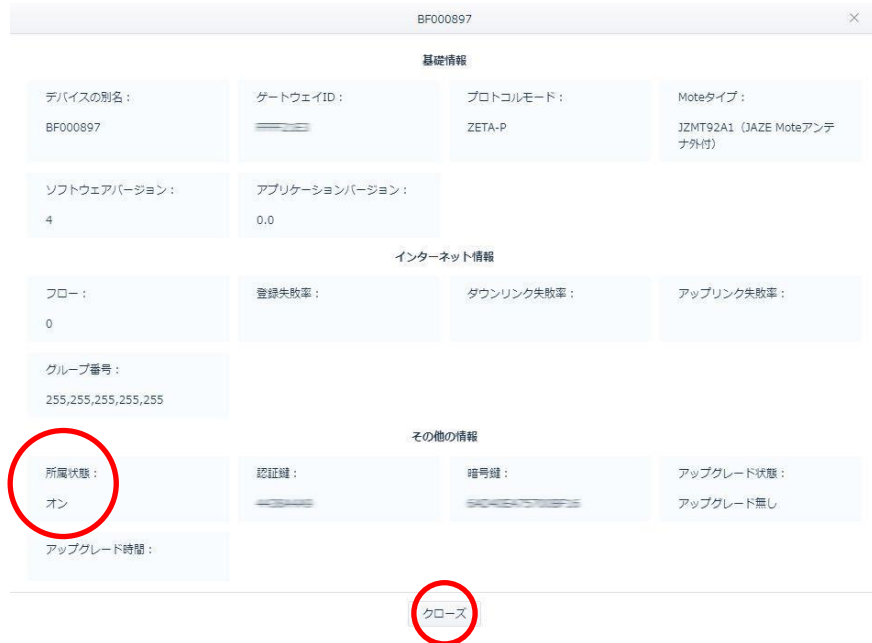 BF000897 ×
基礎情報
デバイスの別名： ゲートウェイID： プロトコルモード： Moteタイプ：
BF000897 ZETA-P JZMT92A1（JAZE Moteアンテ
ナ外付）
ソフトウェアバージョン： アプリケーションバージョン：
4 0.0
インターネット情報
フロー： 登録失敗率： ダウンリンク失敗率： アップリンク失敗率：
0
グループ番号：
255,255,255,255,255
その他の情報
所属状態： 認証鍵： 暗号鍵： アップグレード状態：
オン アップグレード無し
アップグレード時間：
クローズ